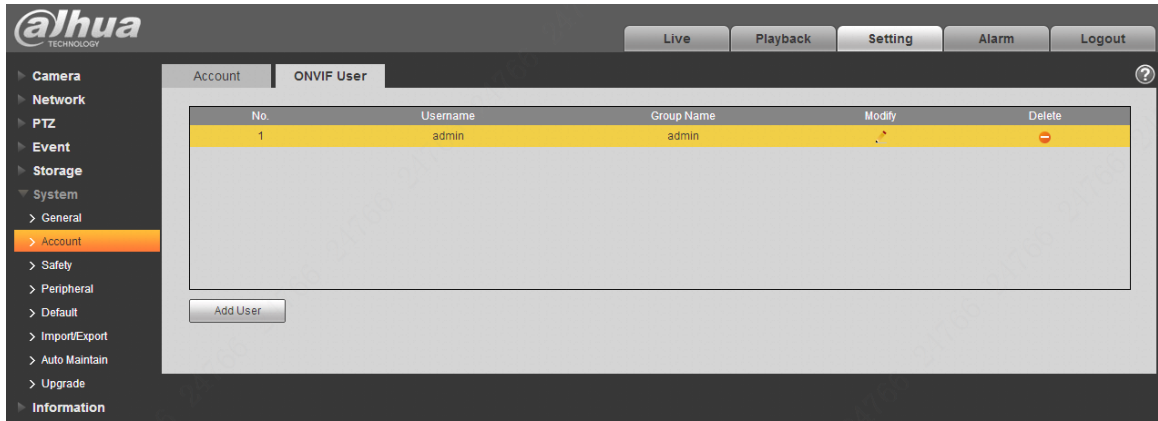 alhua
TECHNOLOGY
Live Playback Setting Alarm Logout
Camera
Network
PTZ
Event
Storage
System
General
Account
Safety
Peripheral
Default
Import/Export
Auto Maintain
Upgrade
Information
Account ONVIF User
No. Username Group Name Modify Delete
1 admin admin
Add User